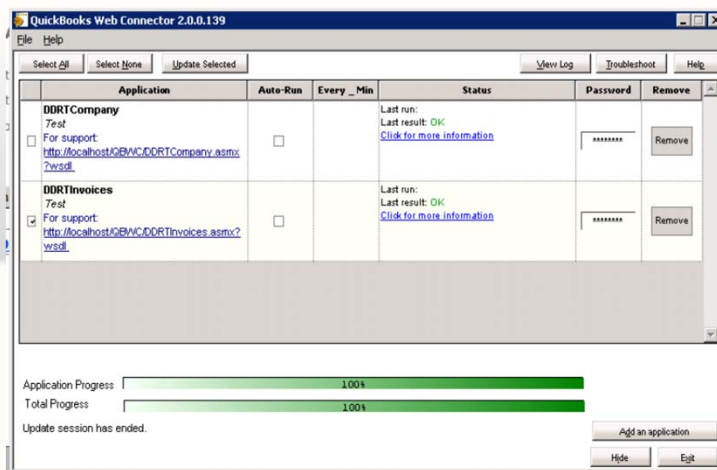 QuickBooks Web Connector 2.0.0.139
File Help
Select All Select None Update Selected View Log Troubleshoot Help
Application Auto-Run Every _ Min Status Password Remove
DDRTCompany
Test
For support:
http://localhost/QBWC/DDRTCompany.asmx
?wsdl
Last run:
Last result: OK
Click for more information
********
Remove
DDRTInvoices
Test
For support:
http://localhost/QBWC/DDRTInvoices.asmx?
wsdl
Last run:
Last result: OK
Click for more information
********
Remove
Application Progress 100%
Total Progress 100%
Update session has ended.
Add an application
Hide Exit